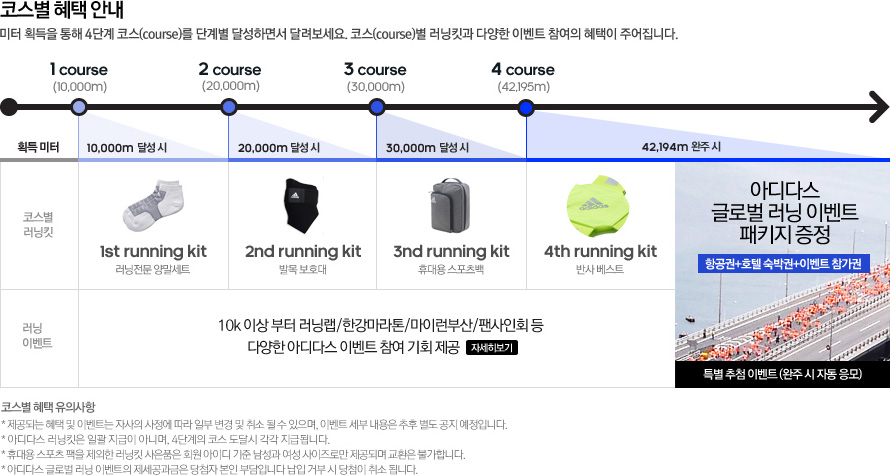 코스별 혜택 안내
미터 획득을 통해 4단계 코스(course)를 단계별 달성하면서 달려보세요. 코스(course)별 러닝킷과 다양한 이벤트 참여의 혜택이 주어집니다.
1 course
(10,000m)
2 course
(20,000m)
3 course
(30,000m)
4 course
(42,195m)
획득 미터
10,000m 달성 시
20,000m 달성 시
30,000m 달성 시
42,194m 완주 시
코스별
러닝킷
adidas
adidas
1st running kit
러닝전문 양말세트
2nd running kit
발목 보호대
3nd running kit
휴대용 스포츠백
4th running kit
반사 베스트
아디다스
글로벌 러닝 이벤트
패키지 증정
항공권+호텔 숙박권+이벤트 참가권
특별 추첨 이벤트 (완주 시 자동 응모)
러닝
이벤트
10k 이상 부터 러닝랩/한강마라톤/마이런부산/팬사인회 등
다양한 아디다스 이벤트 참여 기회 제공 자세히보기
코스별 혜택 유의사항
* 제공되는 혜택 및 이벤트는 자사의 사정에 따라 일부 변경 및 취소 될 수 있으며, 이벤트 세부 내용은 추후 별도 공지 예정입니다.
* 아디다스 러닝킷은 일괄 지급이 아니며, 4단계의 코스 도달시 각각 지급됩니다.
* 휴대용 스포츠 팩을 제외한 러닝킷 사은품은 회원 아이디 기준 남성과 여성 사이즈로만 제공되며 교환은 불가합니다.
* 아디다스 글로벌 러닝 이벤트의 제세공과금은 당첨자 본인 부담입니다 납입 거부 시 당첨이 취소 됩니다.